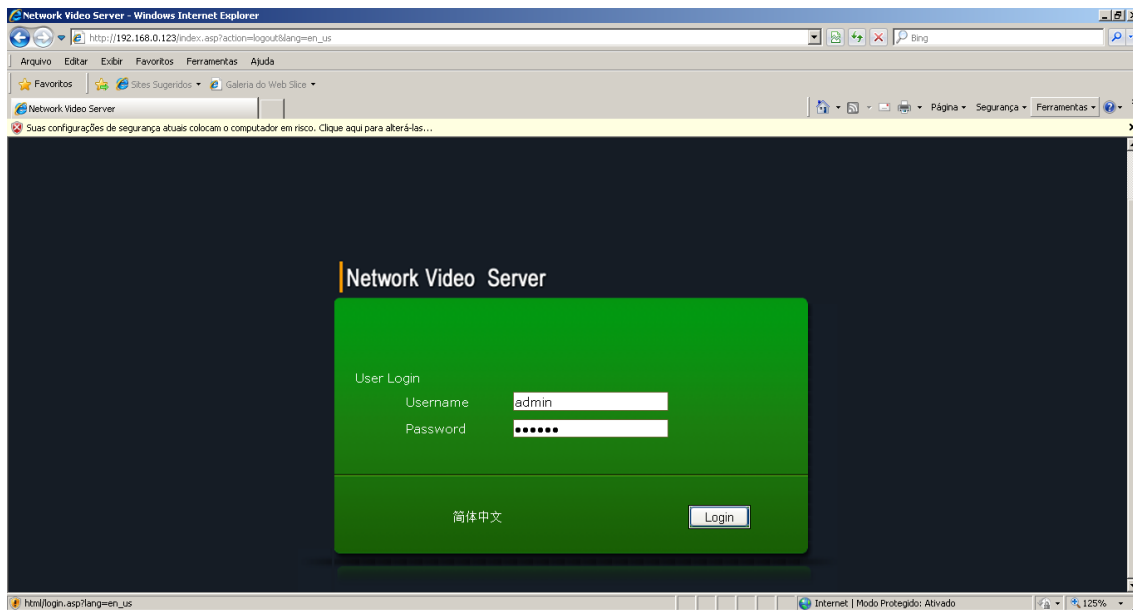 Network Video Server - Windows Internet Explorer
http://192.168.0.123/index.asp?action=logout&lang=en_us
Bing
Arquivo Editar Exibir Favoritos Ferramentas Ajuda
Favoritos Sites Sugeridos Galeria do Web Slice
Network Video Server Página Segurança Ferramentas
Suas configurações de segurança atuais colocam o computador em risco. Clique aqui para alterá-las...
Network Video Server
User Login
Username admin
Password ●●●●●●
简体中文 Login
html/login.asp?lang=en_us Internet | Modo Protegido: Ativado 125%